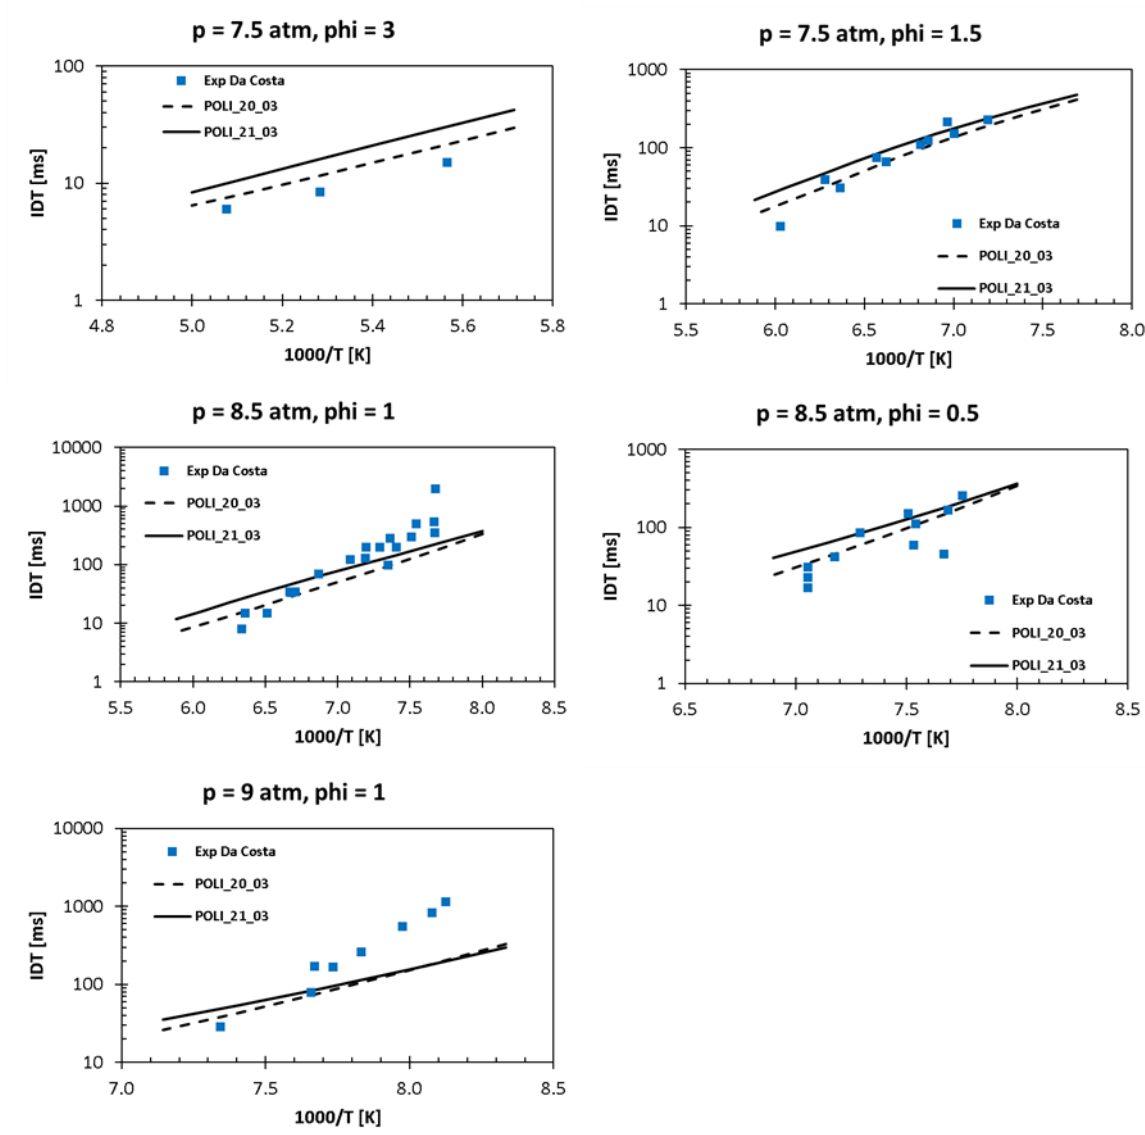 p = 7.5 atm, phi = 3
100
10
1
IDT [ms]
Exp Da Costa
POLI_20_03
POLI_21_03
4.8 5.0 5.2 5.4 5.6 5.8
1000/T [K]
p = 7.5 atm, phi = 1.5
1000
100
10
1
IDT [ms]
Exp Da Costa
POLI_20_03
POLI_21_03
5.5 6.0 6.5 7.0 7.5 8.0
1000/T [K]
p = 8.5 atm, phi = 1
10000
1000
100
10
1
IDT [ms]
Exp Da Costa
POLI_20_03
POLI_21_03
5.5 6.0 6.5 7.0 7.5 8.0 8.5
1000/T [K]
p = 8.5 atm, phi = 0.5
1000
100
10
1
IDT [ms]
Exp Da Costa
POLI_20_03
POLI_21_03
6.5 7.0 7.5 8.0 8.5
1000/T [K]
p = 9 atm, phi = 1
10000
1000
100
10
IDT [ms]
Exp Da Costa
POLI_20_03
POLI_21_03
7.0 7.5 8.0 8.5
1000/T [K]